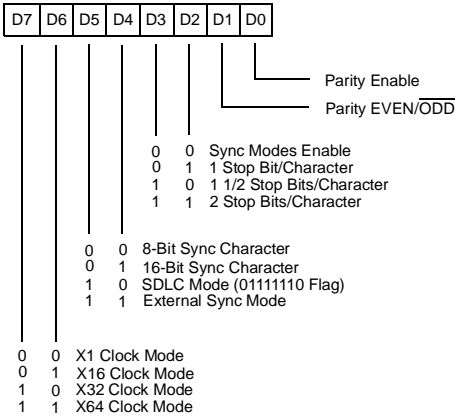 D7 D6 D5 D4 D3 D2 D1 D0
Parity Enable
Parity EVEN/ODD
0 0 Sync Modes Enable
0 1 1 Stop Bit/Character
1 0 1 1/2 Stop Bits/Character
1 1 2 Stop Bits/Character
0 0 8-Bit Sync Character
0 1 16-Bit Sync Character
1 0 SDLC Mode (01111110 Flag)
1 1 External Sync Mode
0 0 X1 Clock Mode
0 1 X16 Clock Mode
1 0 X32 Clock Mode
1 1 X64 Clock Mode